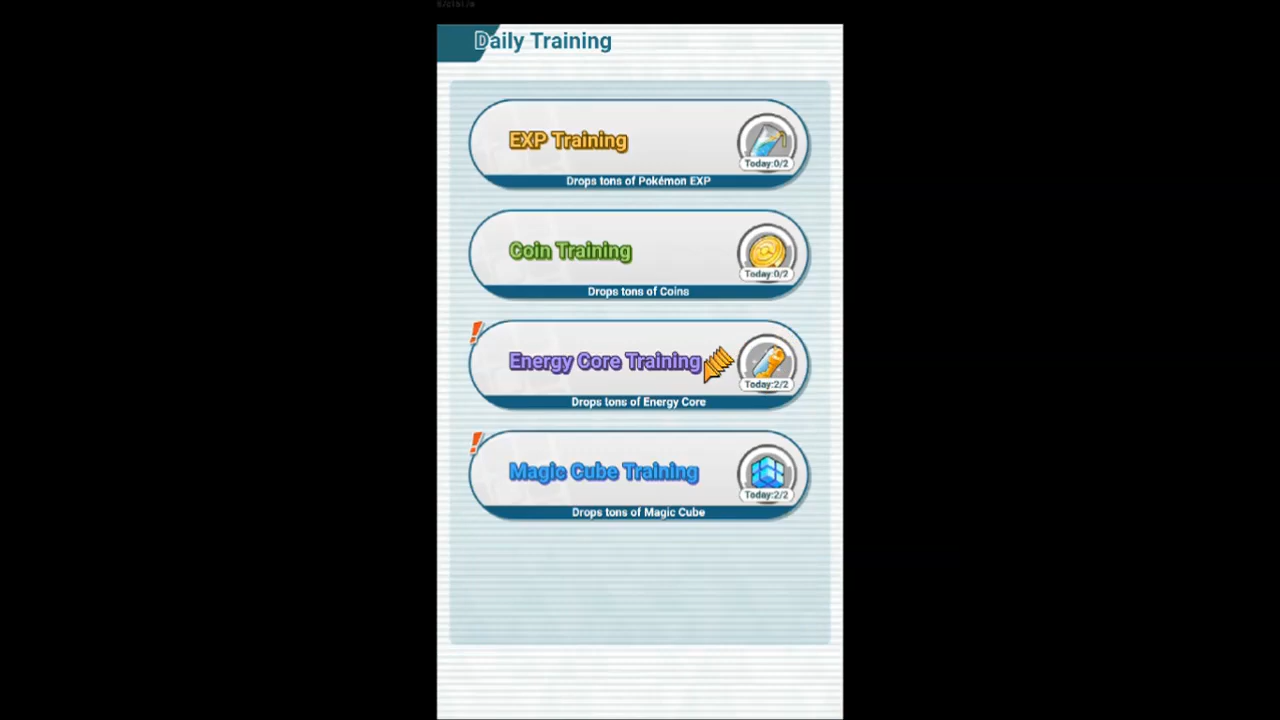 Daily Training
EXP Training
Today:0/2
Drops tons of Pokémon EXP
Coin Training
Today:0/2
Drops tons of Coins
!
Energy Core Training
Today:2/2
Drops tons of Energy Core
!
Magic Cube Training
Today:2/2
Drops tons of Magic Cube